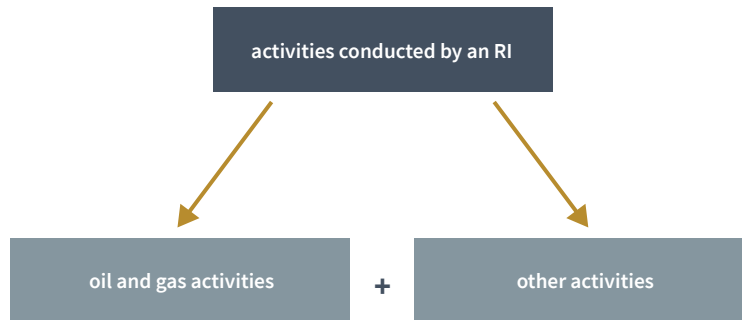 activities conducted by an RI
oil and gas activities
+
other activities